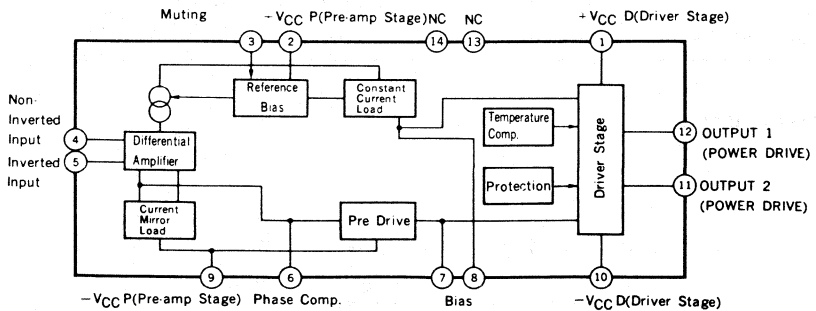 Muting
− VCC P(Pre-amp Stage)
NC
NC
+VCC D(Driver Stage)
3
2
14
13
1
Non-
Inverted
Input
4
Inverted
Input
5
Reference
Bias
Constant
Current
Load
Differential
Amplifier
Current
Mirror
Load
Pre Drive
Temperature
Comp.
Protection
Driver Stage
12
OUTPUT 1
(POWER DRIVE)
11
OUTPUT 2
(POWER DRIVE)
9
6
7
8
10
−VCC P(Pre-amp Stage)
Phase Comp.
Bias
−VCC D(Driver Stage)